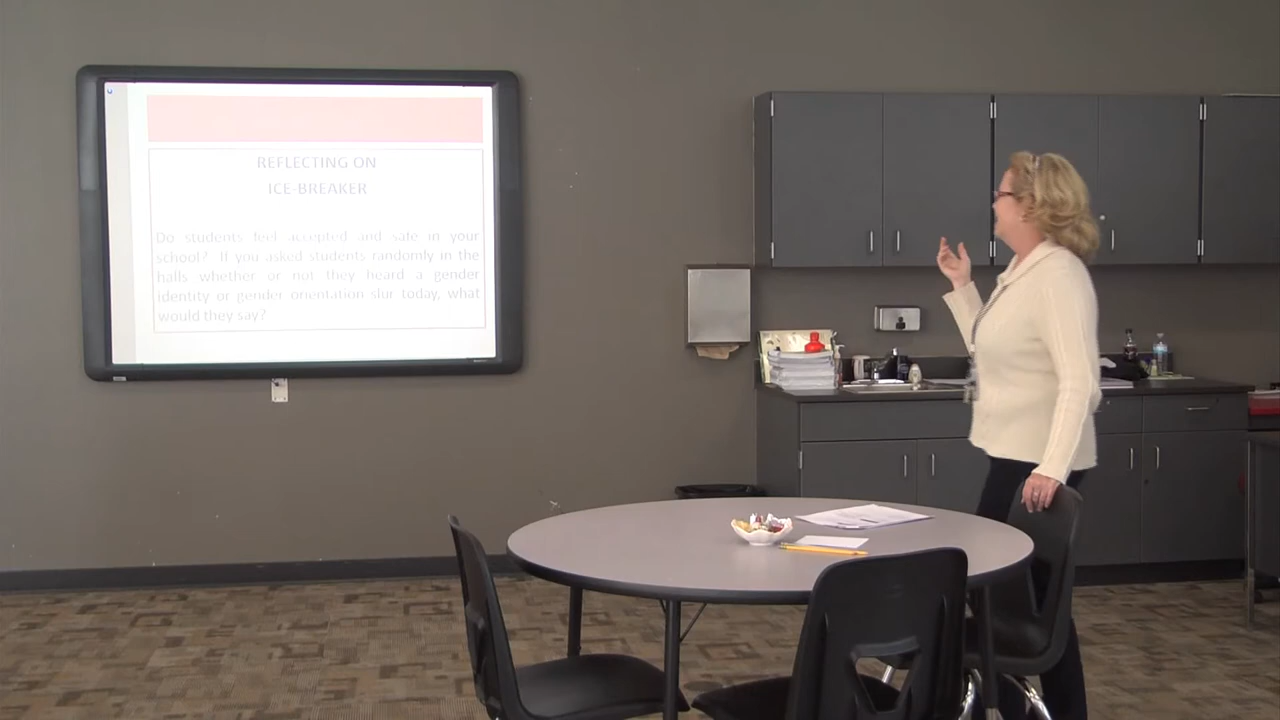 REFLECTING ON
ICE-BREAKER
Do students feel accepted and safe in your
school? If you asked students randomly in the
halls whether or not they heard a gender
identity or gender orientation slur today, what
would they say?